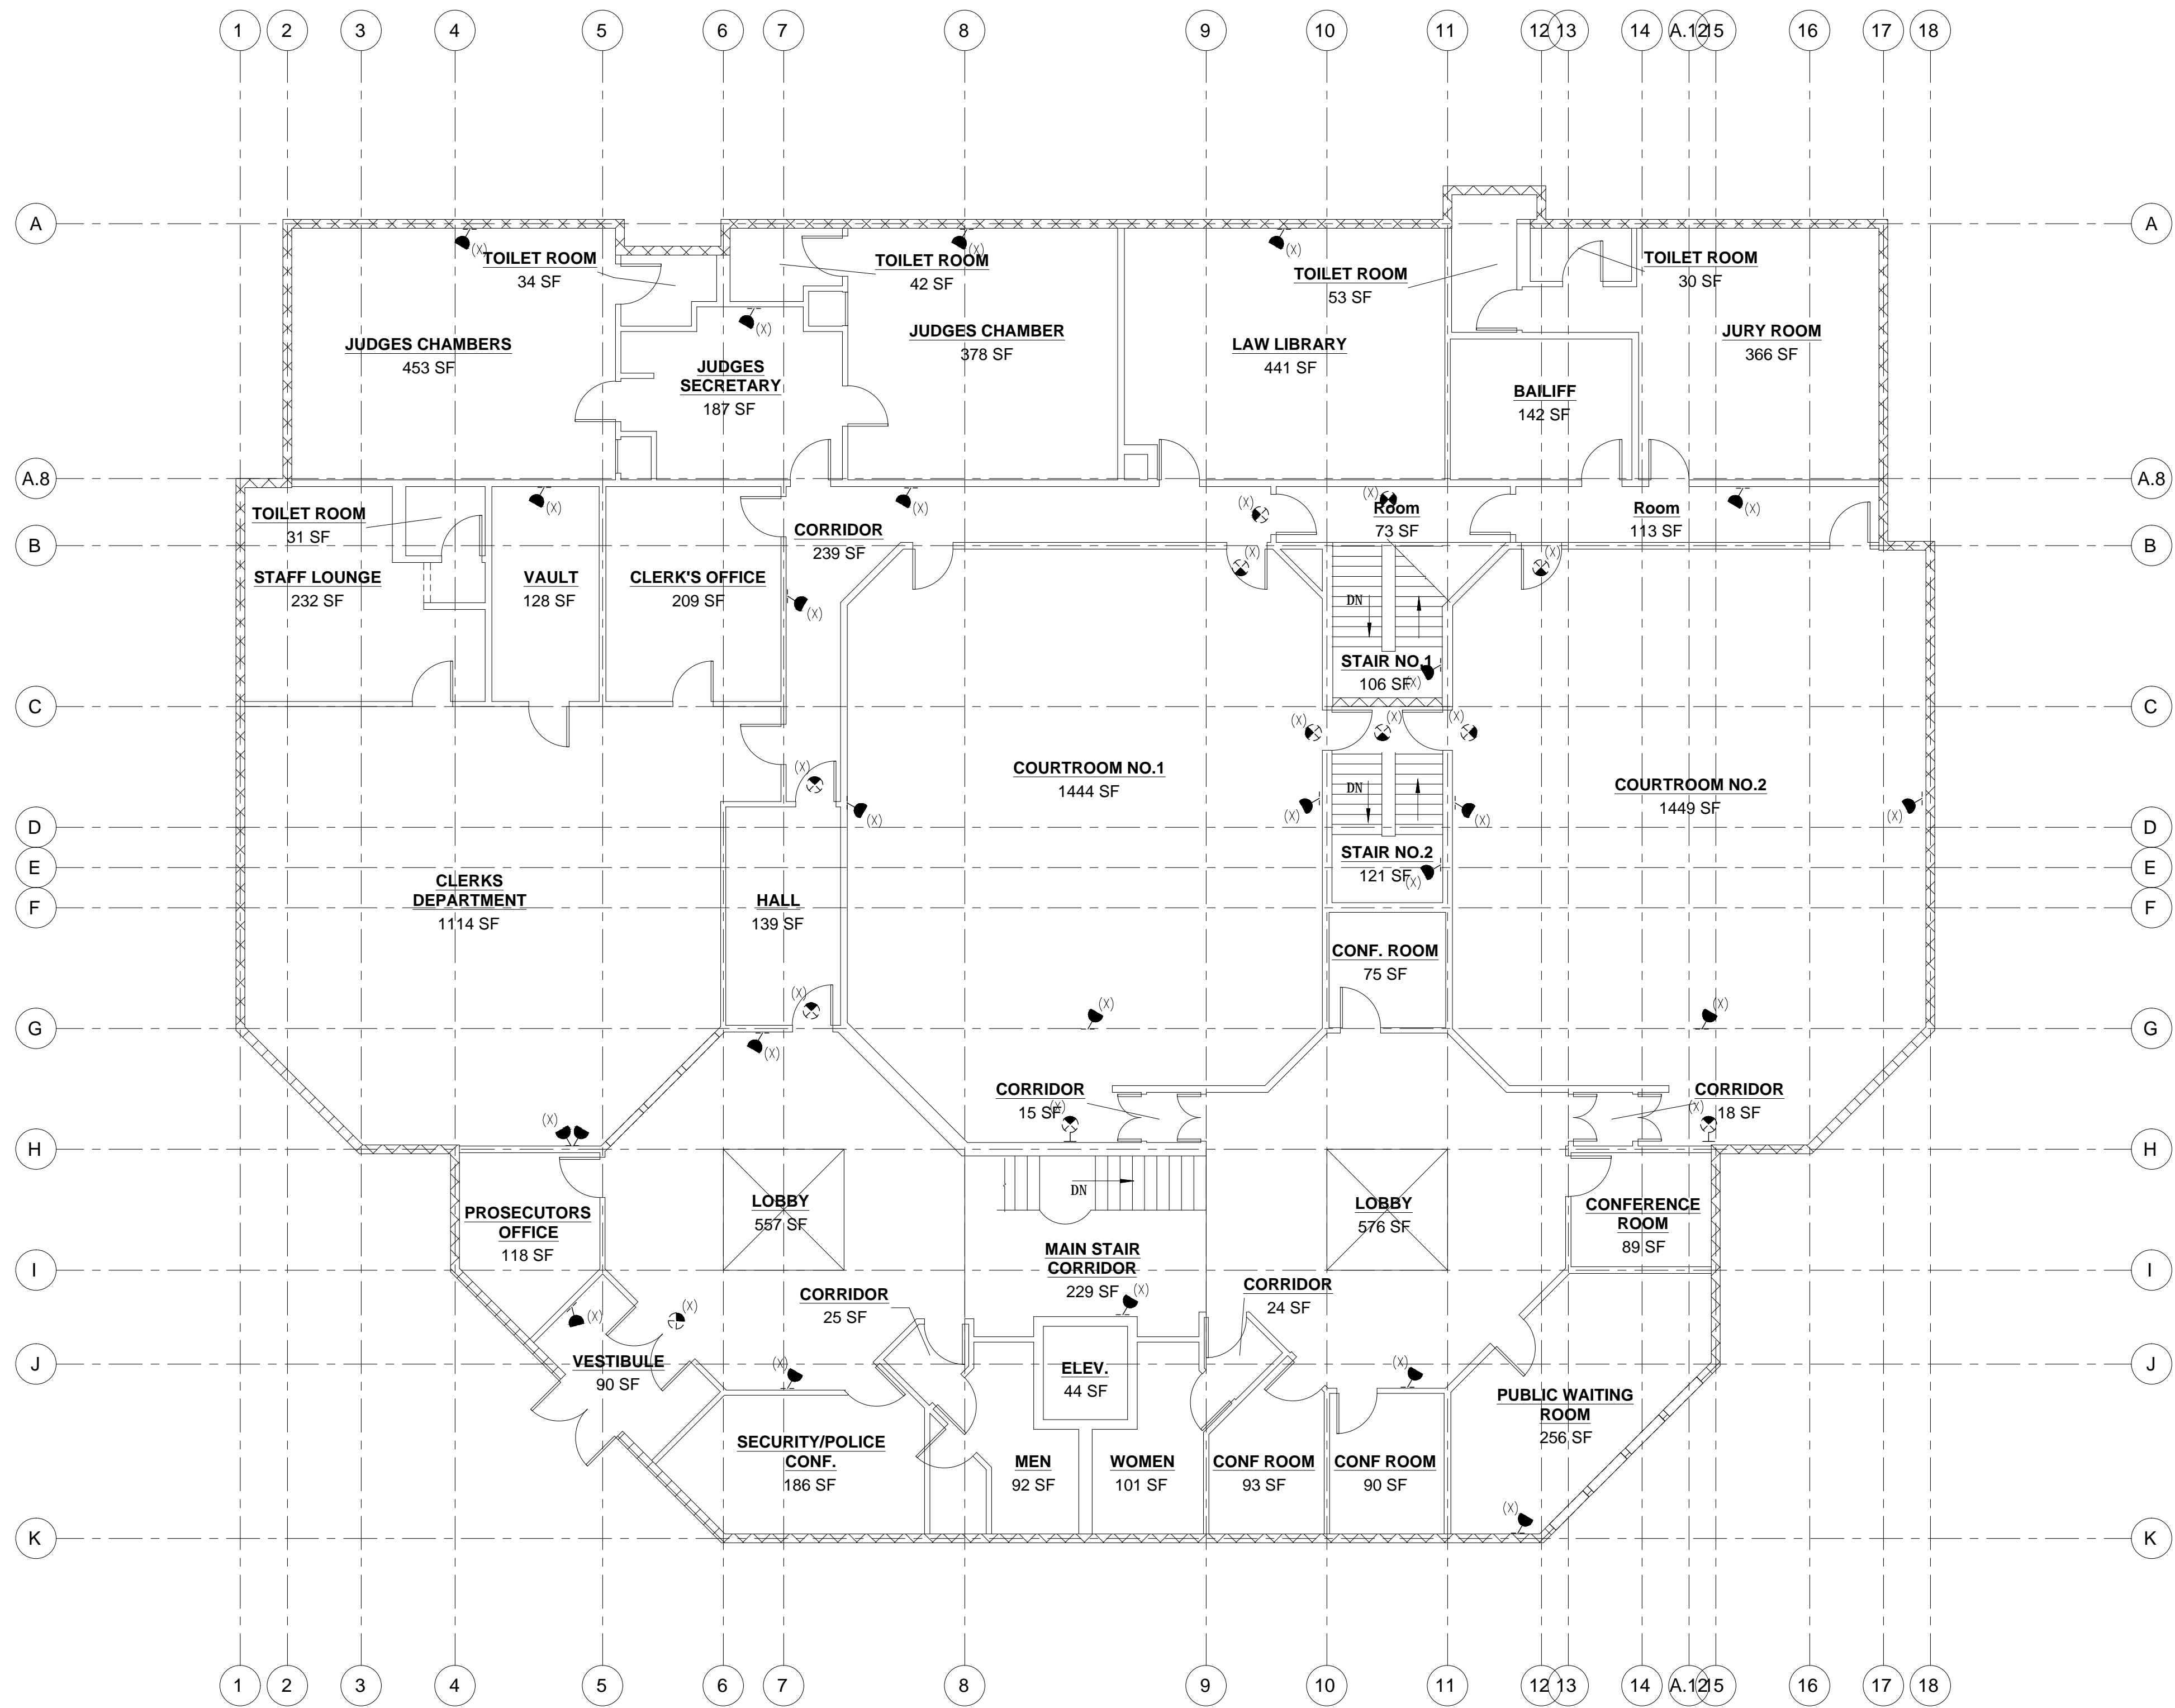 1 2 3 4 5 6 7 8 9 10 11 12 13 14 A.12 15 16 17 18
A A
(X) (X) (X)
TOILET ROOM
34 SF
TOILET ROOM
42 SF
TOILET ROOM
53 SF
TOILET ROOM
30 SF
(X)
JUDGES CHAMBERS
453 SF
JUDGES
SECRETARY
187 SF
JUDGES CHAMBER
378 SF
LAW LIBRARY
441 SF
BAILIFF
142 SF
JURY ROOM
366 SF
A.8 A.8
(X) (X) (X) (X) (X)
TOILET ROOM
31 SF
CORRIDOR
239 SF
Room
73 SF
Room
113 SF
B B
(X) (X)
STAFF LOUNGE
232 SF
VAULT
128 SF
CLERK'S OFFICE
209 SF
(X)
DN
STAIR NO.1
106 SF
(X)
C C
(X) (X) (X)
(X)
COURTROOM NO.1
1444 SF
COURTROOM NO.2
1449 SF
DN
(X) (X) (X) (X)
D D
STAIR NO.2
121 SF
(X)
E E
CLERKS
DEPARTMENT
1114 SF
HALL
139 SF
F F
CONF. ROOM
75 SF
(X) (X) (X)
G G
(X)
CORRIDOR
15 SF
(X)
CORRIDOR
18 SF
(X)
(X)
H H
DN
PROSECUTORS
OFFICE
118 SF
LOBBY
557 SF
LOBBY
576 SF
CONFERENCE
ROOM
89 SF
MAIN STAIR
CORRIDOR
229 SF
(X)
I I
CORRIDOR
25 SF
CORRIDOR
24 SF
(X) (X)
J J
VESTIBULE
90 SF
(X)
ELEV.
44 SF
(X)
PUBLIC WAITING
ROOM
256 SF
SECURITY/POLICE
CONF.
186 SF
MEN
92 SF
WOMEN
101 SF
CONF ROOM
93 SF
CONF ROOM
90 SF
(X)
K K
1 2 3 4 5 6 7 8 9 10 11 12 13 14 A.12 15 16 17 18